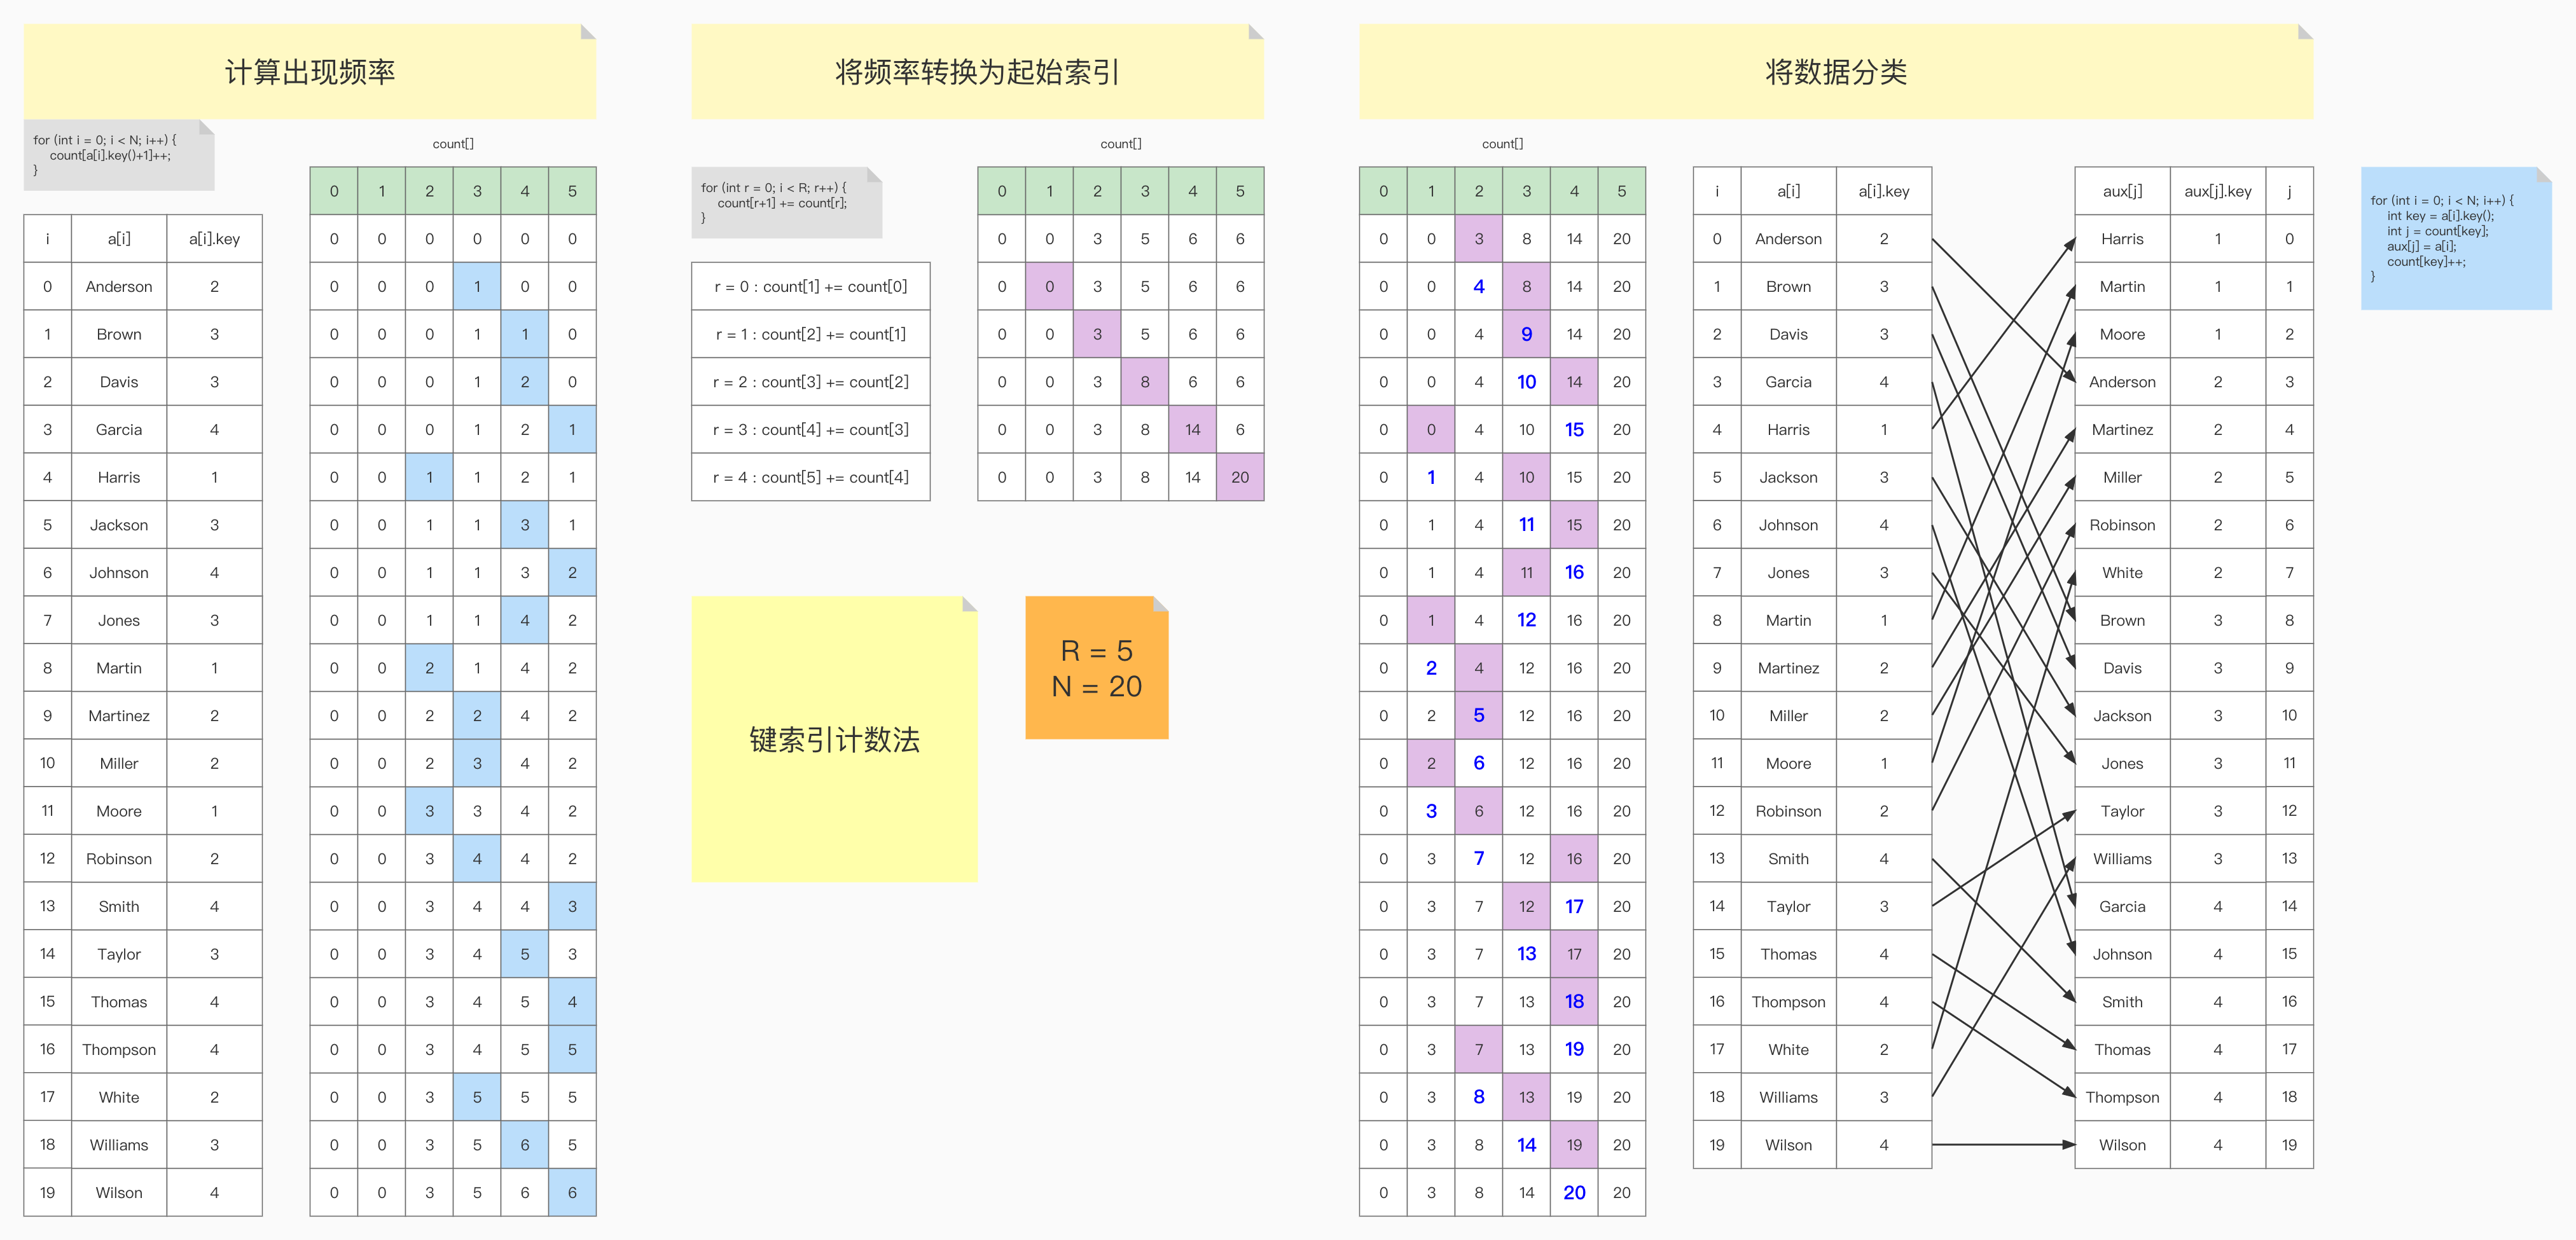 计算出现频率
for (int i = 0; i < N; i++) {
count[a[i].key()+1]++;
}
count[]
0 1 2 3 4 5
i a[i] a[i].key 0 0 0 0 0 0
0 Anderson 2 0 0 0 1 0 0
1 Brown 3 0 0 0 1 1 0
2 Davis 3 0 0 0 1 2 0
3 Garcia 4 0 0 0 1 2 1
4 Harris 1 0 0 1 1 2 1
5 Jackson 3 0 0 1 1 3 1
6 Johnson 4 0 0 1 1 3 2
7 Jones 3 0 0 1 1 4 2
8 Martin 1 0 0 2 1 4 2
9 Martinez 2 0 0 2 2 4 2
10 Miller 2 0 0 2 3 4 2
11 Moore 1 0 0 3 3 4 2
12 Robinson 2 0 0 3 4 4 2
13 Smith 4 0 0 3 4 4 3
14 Taylor 3 0 0 3 4 5 3
15 Thomas 4 0 0 3 4 5 4
16 Thompson 4 0 0 3 4 5 5
17 White 2 0 0 3 5 5 5
18 Williams 3 0 0 3 5 6 5
19 Wilson 4 0 0 3 5 6 6
将频率转换为起始索引
count[]
for (int r = 0; i < R; r++) {
count[r+1] += count[r];
}
0 1 2 3 4 5
0 0 3 5 6 6
r = 0 : count[1] += count[0] 0 0 3 5 6 6
r = 1 : count[2] += count[1] 0 0 3 5 6 6
r = 2 : count[3] += count[2] 0 0 3 8 6 6
r = 3 : count[4] += count[3] 0 0 3 8 14 6
r = 4 : count[5] += count[4] 0 0 3 8 14 20
键索引计数法
R = 5
N = 20
将数据分类
count[]
0 1 2 3 4 5 i a[i] a[i].key aux[j] aux[j].key j
0 0 3 8 14 20 0 Anderson 2 Harris 1 0
0 0 4 8 14 20 1 Brown 3 Martin 1 1
0 0 4 9 14 20 2 Davis 3 Moore 1 2
0 0 4 10 14 20 3 Garcia 4 Anderson 2 3
0 0 4 10 15 20 4 Harris 1 Martinez 2 4
0 1 4 10 15 20 5 Jackson 3 Miller 2 5
0 1 4 11 15 20 6 Johnson 4 Robinson 2 6
0 1 4 11 16 20 7 Jones 3 White 2 7
0 1 4 12 16 20 8 Martin 1 Brown 3 8
0 2 4 12 16 20 9 Martinez 2 Davis 3 9
0 2 5 12 16 20 10 Miller 2 Jackson 3 10
0 2 6 12 16 20 11 Moore 1 Jones 3 11
0 3 6 12 16 20 12 Robinson 2 Taylor 3 12
0 3 7 12 16 20 13 Smith 4 Williams 3 13
0 3 7 12 17 20 14 Taylor 3 Garcia 4 14
0 3 7 13 17 20 15 Thomas 4 Johnson 4 15
0 3 7 13 18 20 16 Thompson 4 Smith 4 16
0 3 7 13 19 20 17 White 2 Thomas 4 17
0 3 8 13 19 20 18 Williams 3 Thompson 4 18
0 3 8 14 19 20 19 Wilson 4 Wilson 4 19
0 3 8 14 20 20
for (int i = 0; i < N; i++) {
int key = a[i].key();
int j = count[key];
aux[j] = a[i];
count[key]++;
}